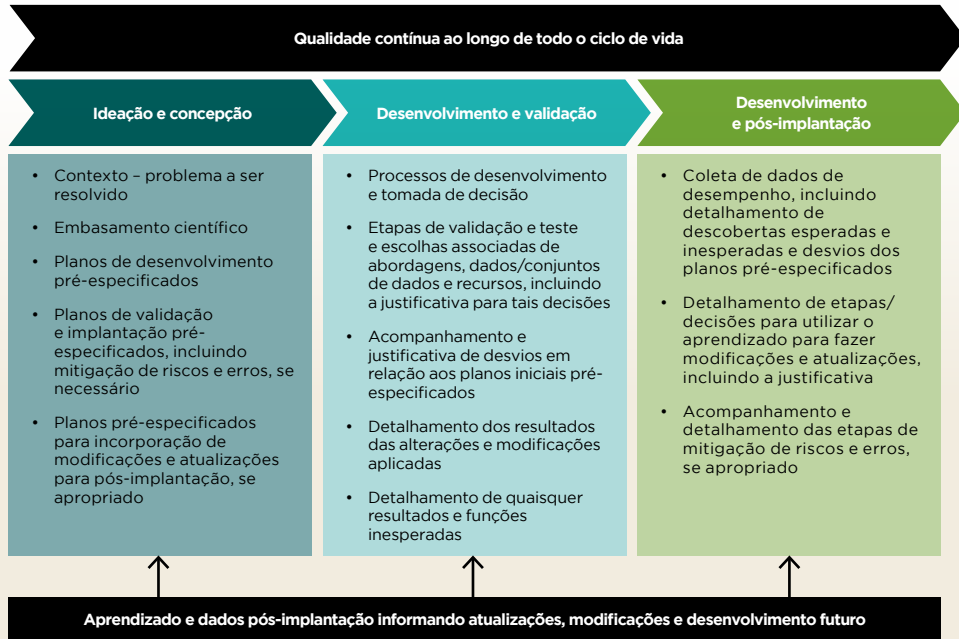 Qualidade contínua ao longo de todo o ciclo de vida
Ideação e concepção
• Contexto – problema a ser
resolvido
• Embasamento científico
• Planos de desenvolvimento
pré-especificados
• Planos de validação
e implantação pré-
especificados, incluindo
mitigação de riscos e erros, se
necessário
• Planos pré-especificados
para incorporação de
modificações e atualizações
para pós-implantação, se
apropriado
Desenvolvimento e validação
• Processos de desenvolvimento
e tomada de decisão
• Etapas de validação e teste
e escolhas associadas de
abordagens, dados/conjuntos
de dados e recursos, incluindo
a justificativa para tais decisões
• Acompanhamento e
justificativa de desvios em
relação aos planos iniciais pré-
especificados
• Detalhamento dos resultados
das alterações e modificações
aplicadas
• Detalhamento de quaisquer
resultados e funções
inesperadas
Desenvolvimento
e pós-implantação
• Coleta de dados de
desempenho, incluindo
detalhamento de
descobertas esperadas e
inesperadas e desvios dos
planos pré-especificados
• Detalhamento de etapas/
decisões para utilizar o
aprendizado para fazer
modificações e atualizações,
incluindo a justificativa
• Acompanhamento e
detalhamento das etapas de
mitigação de riscos e erros,
se apropriado
Aprendizado e dados pós-implantação informando atualizações, modificações e desenvolvimento futuro